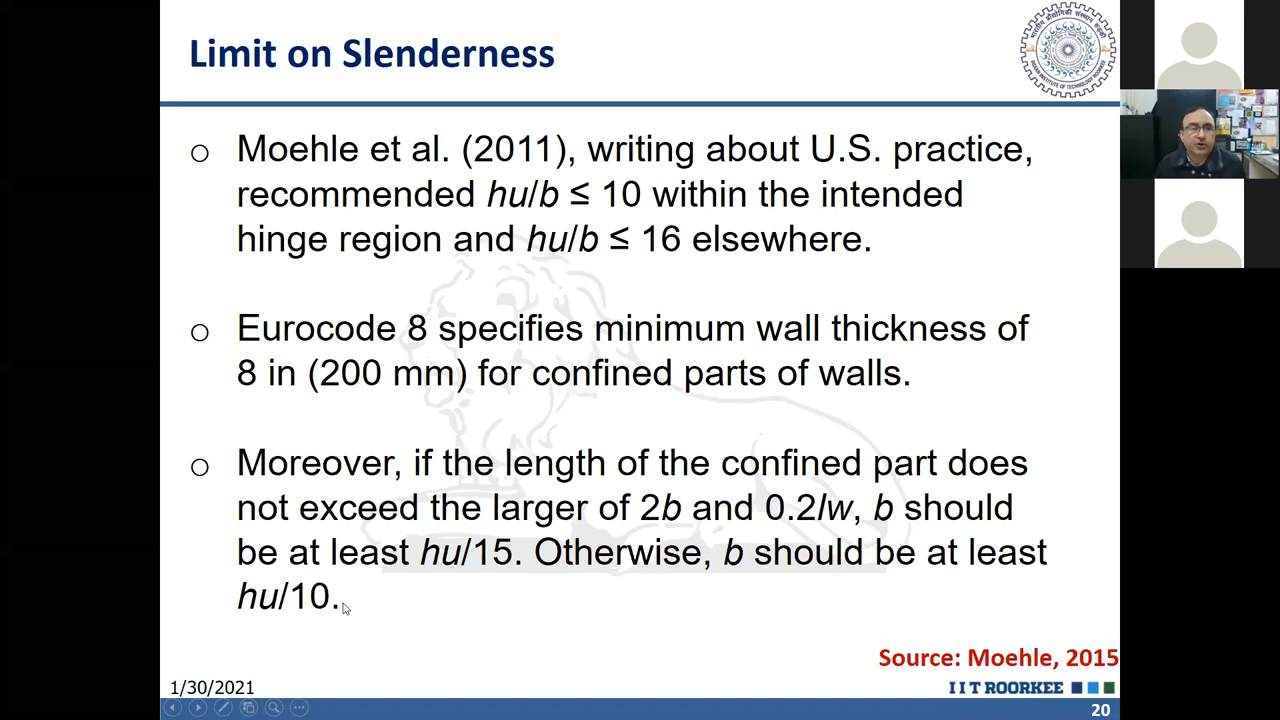 Limit on Slenderness
o Moehle et al. (2011), writing about U.S. practice,
recommended hu/b ≤ 10 within the intended
hinge region and hu/b ≤ 16 elsewhere.
o Eurocode 8 specifies minimum wall thickness of
8 in (200 mm) for confined parts of walls.
o Moreover, if the length of the confined part does
not exceed the larger of 2b and 0.2lw, b should
be at least hu/15. Otherwise, b should be at least
hu/10.
Source: Moehle, 2015
1/30/2021
I I T ROORKEE
20